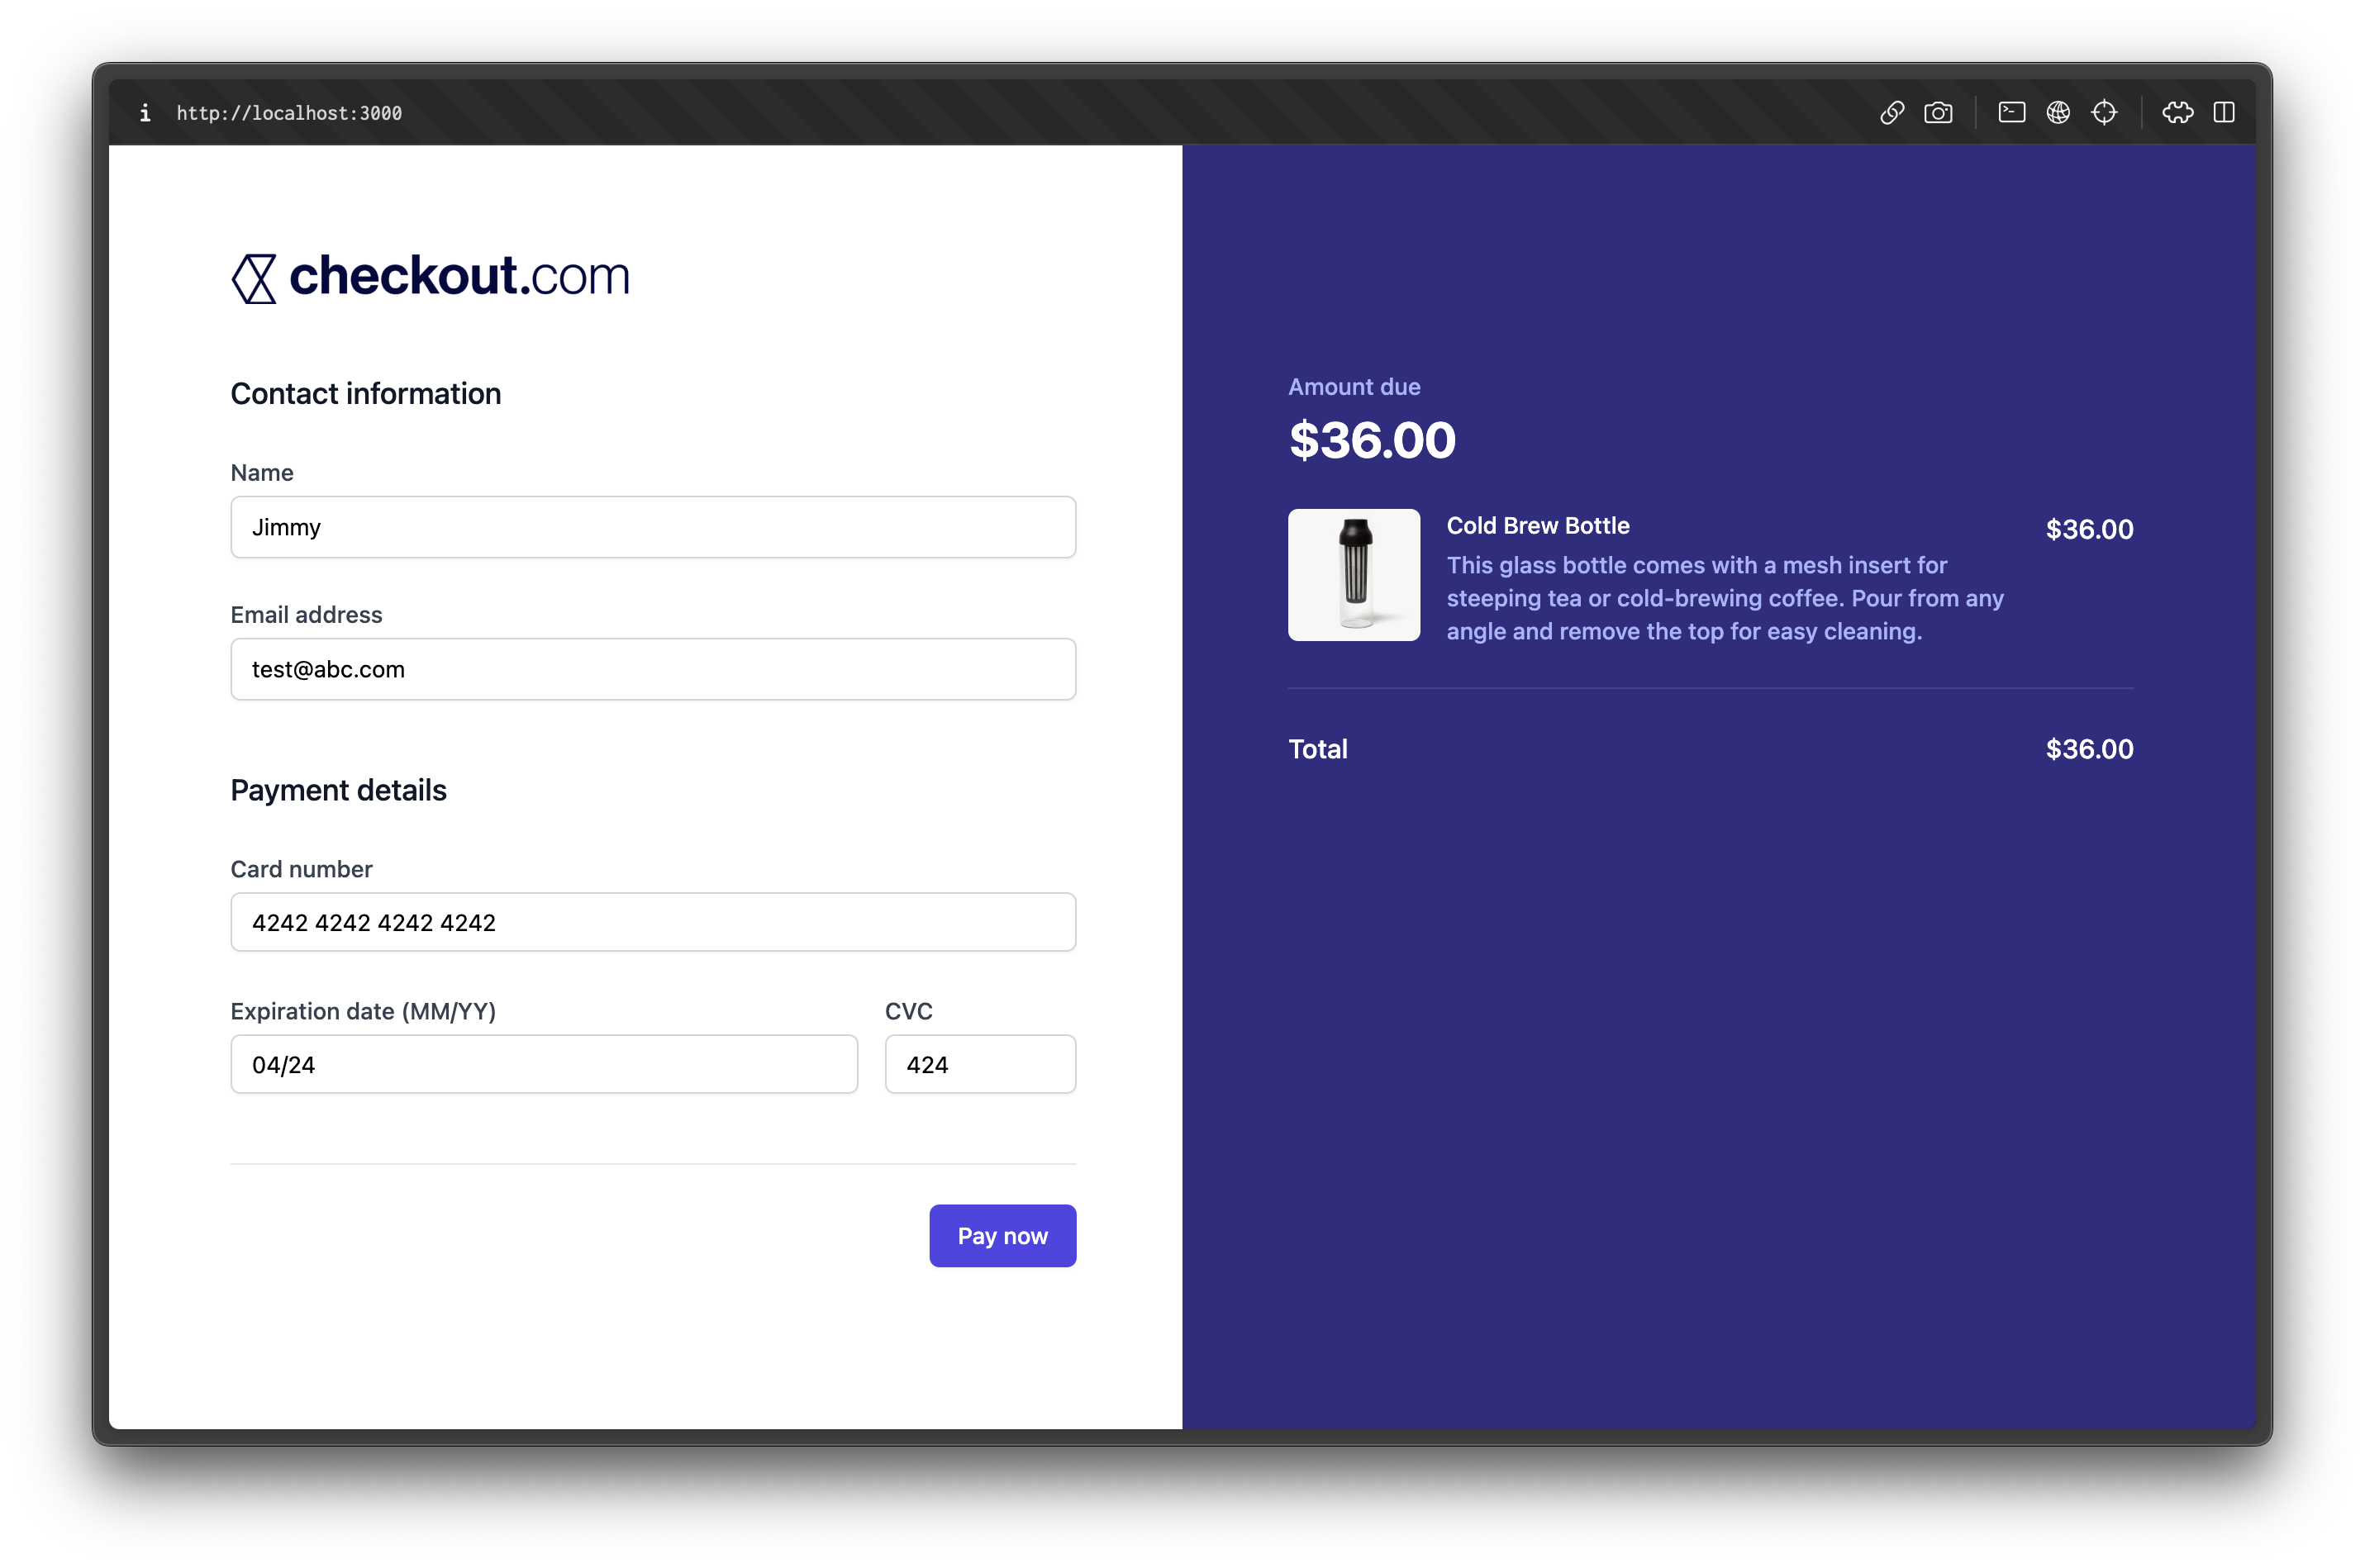 http://localhost:3000
checkout.com
Contact information
Name
Jimmy
Email address
test@abc.com
Payment details
Card number
4242 4242 4242 4242
Expiration date (MM/YY)
CVC
04/24
424
Pay now
Amount due
$36.00
Cold Brew Bottle
$36.00
This glass bottle comes with a mesh insert for
steeping tea or cold-brewing coffee. Pour from any
angle and remove the top for easy cleaning.
Total
$36.00